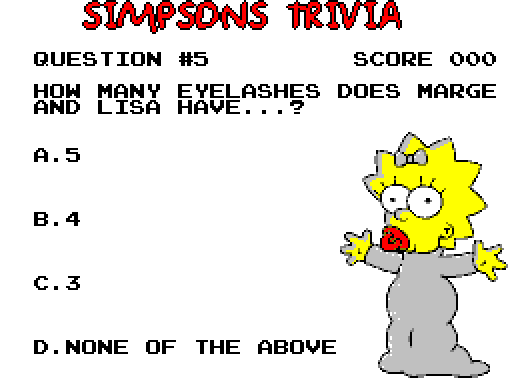 SIMPSONS TRIVIA
QUESTION #5 SCORE 000
HOW MANY EYELASHES DOES MARGE
AND LISA HAVE...?
A.5
B.4
C.3
D.NONE OF THE ABOVE